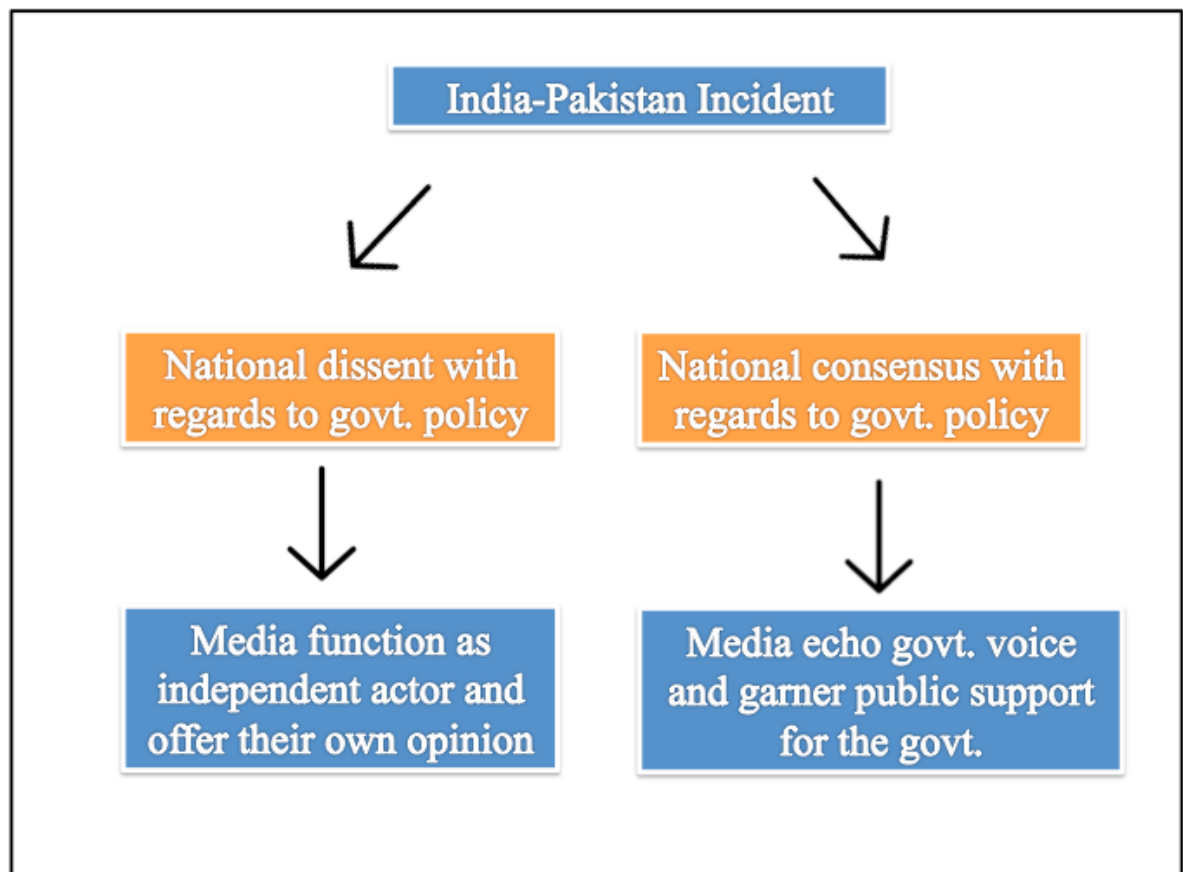 India-Pakistan Incident
National dissent with
regards to govt. policy
National consensus with
regards to govt. policy
Media function as
independent actor and
offer their own opinion
Media echo govt. voice
and garner public support
for the govt.